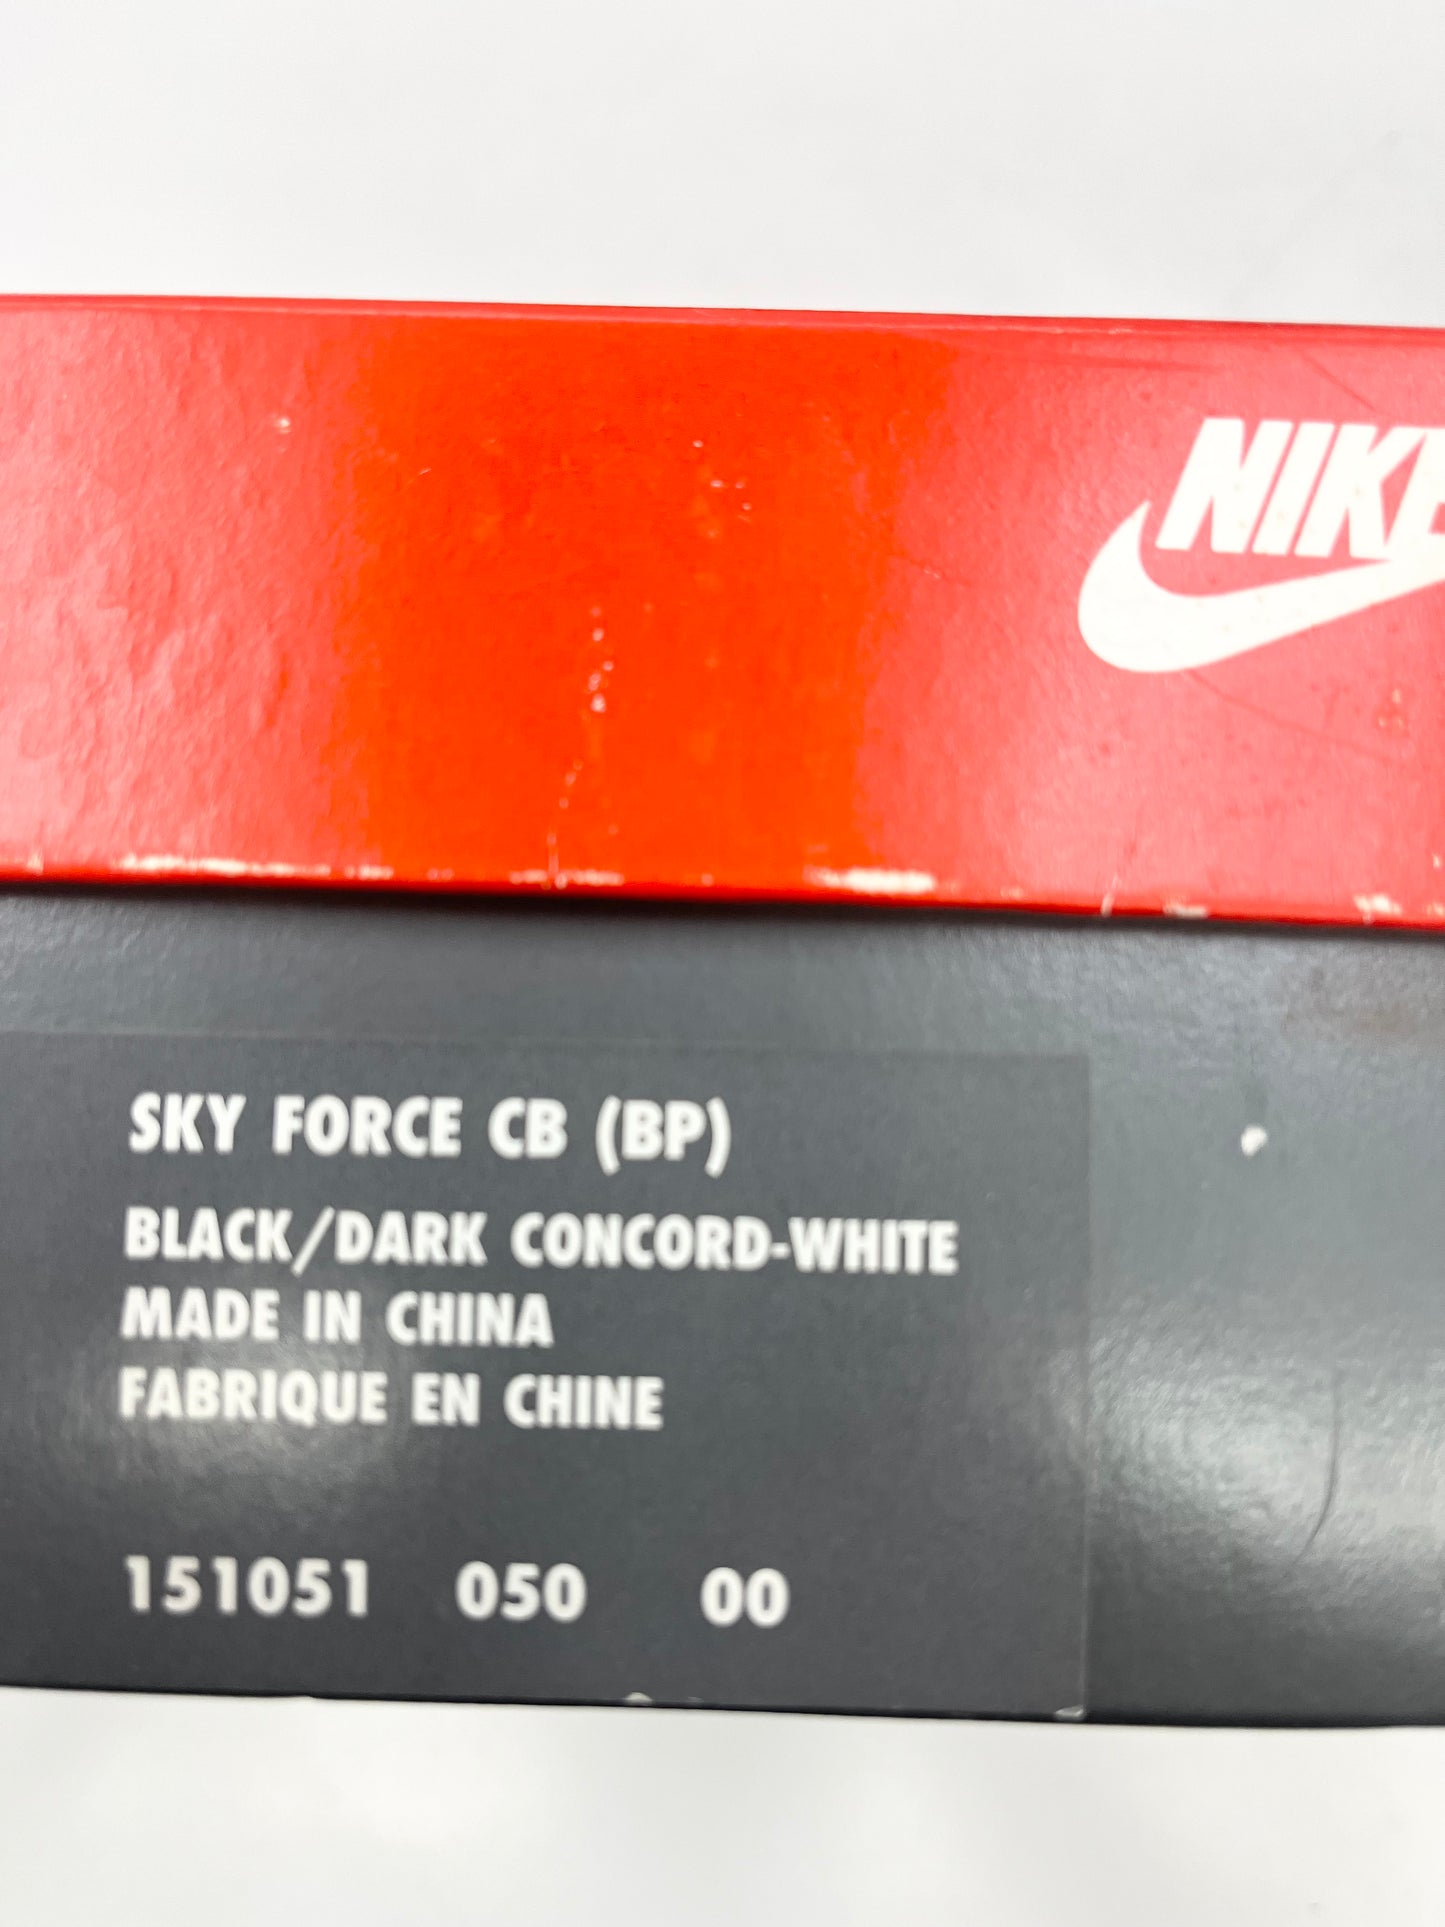 NIKE
SKY FORCE CB (BP)
BLACK/DARK CONCORD-WHITE
MADE IN CHINA
FABRIQUE EN CHINE
151051 050 00